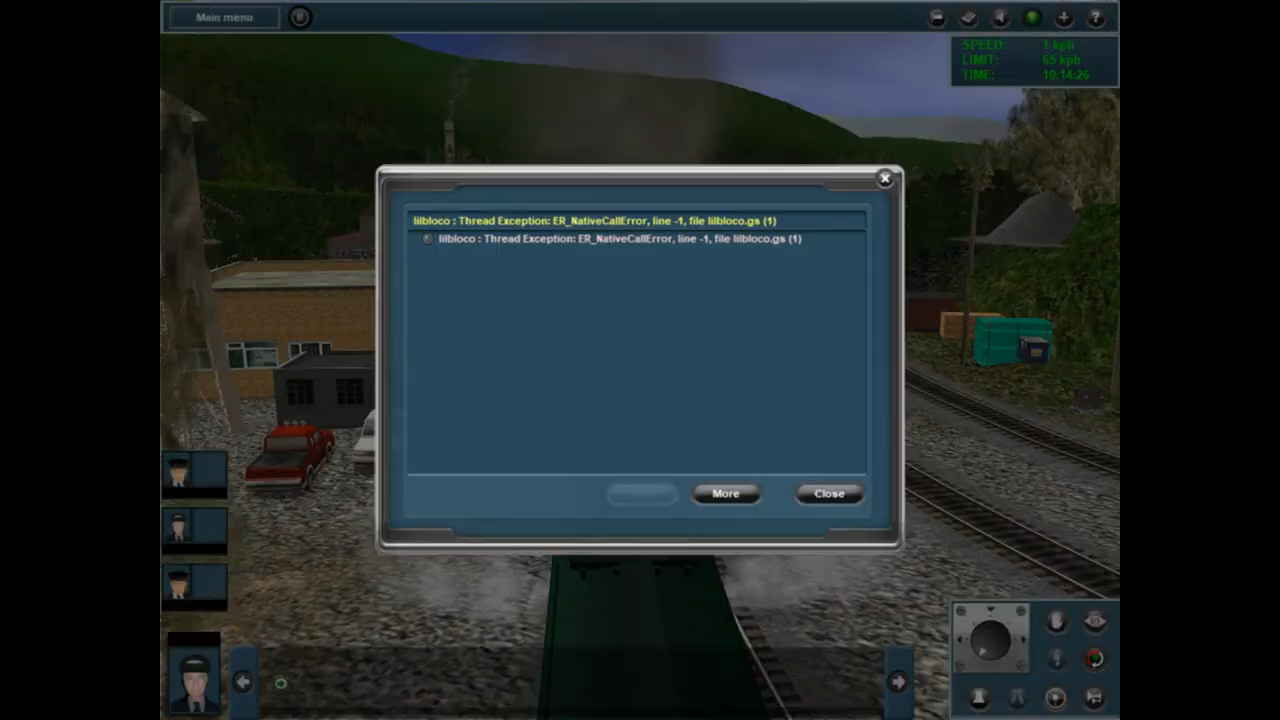 Main menu
SPEED: 1 kph
LIMIT: 65 kph
TIME: 10:14:26
lilbloco : Thread Exception: ER_NativeCallError, line -1, file lilbloco.gs (1)
lilbloco : Thread Exception: ER_NativeCallError, line -1, file lilbloco.gs (1)
More
Close